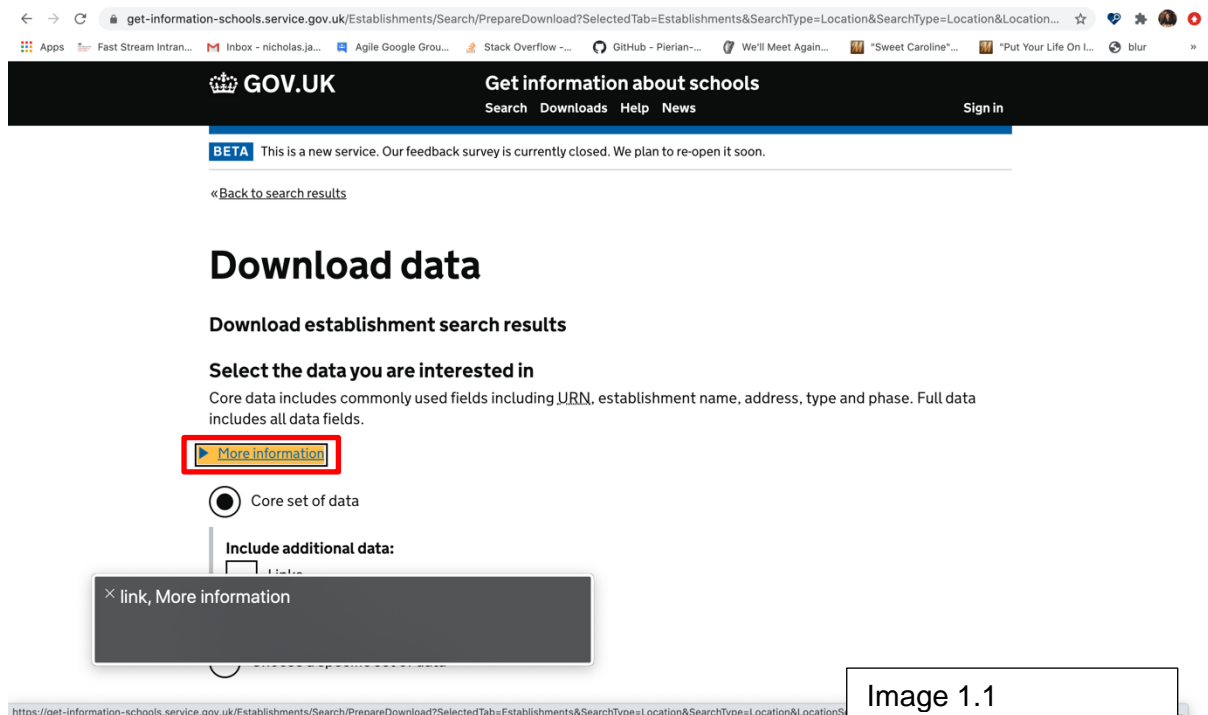 get-information-schools.service.gov.uk/Establishments/Search/PrepareDownload?SelectedTab=Establishments&SearchType=Location&SearchType=Location&Location...
Apps Fast Stream Intran... Inbox - nicholas.ja... Agile Google Grou... Stack Overflow -... GitHub - Pierian-... We'll Meet Again... "Sweet Caroline"... "Put Your Life On I... blur »
GOV.UK Get information about schools
Search Downloads Help News Sign in
BETA This is a new service. Our feedback survey is currently closed. We plan to re-open it soon.
«Back to search results
Download data
Download establishment search results
Select the data you are interested in
Core data includes commonly used fields including URN, establishment name, address, type and phase. Full data
includes all data fields.
More information
Core set of data
Include additional data:
Links
× link, More information
Choose a specific set of data
Image 1.1
https://get-information-schools.service.gov.uk/Establishments/Search/PrepareDownload?SelectedTab=Establishments&SearchType=Location&SearchType=Location&LocationS